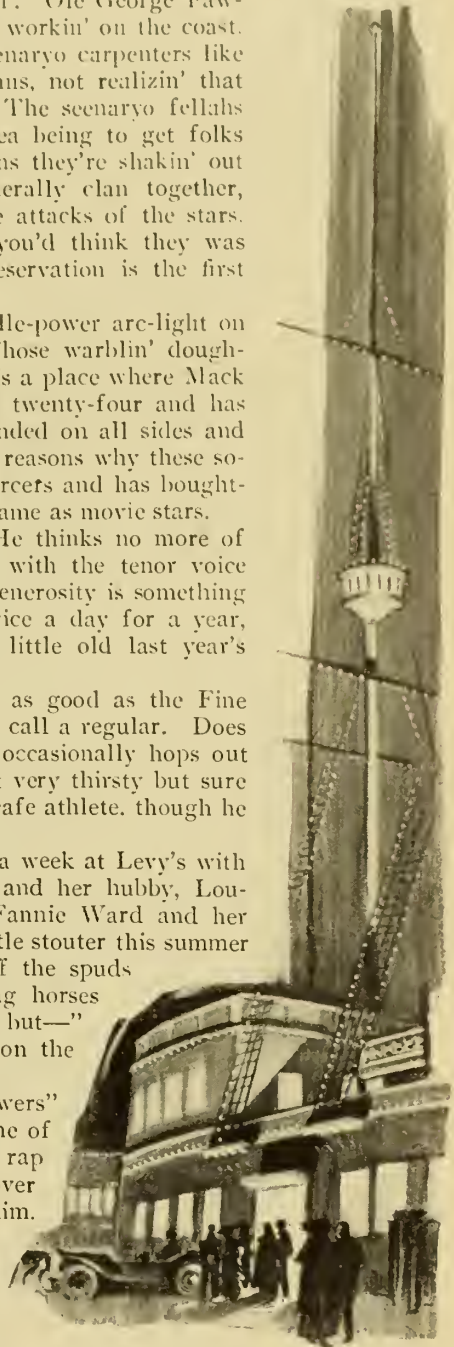 Ole George Faw-
workin' on the coast.
enaryo carpenters like
ns, not realizin' that
The scenaryo fellahs
ea being to get folks
ns they're shakin' out
erally clan together,
e attacks of the stars.
you'd think they was
eservation is the first
lle-power arc-light on
hose warblin' dough-
s a place where Mack
twenty-four and has
nded on all sides and
reasons why these so-
rcers and has bought-
ame as movie stars.
He thinks no more of
with the tenor voice
enerosity is something
ice a day for a year,
little old last year's
as good as the Fine
call a regular. Does
occasionally hops out
very thirsty but sure
afe athlete. though he
a week at Levy's with
and her hubby, Lou-
Fannie Ward and her
tle stouter this summer
f the spuds
g horses
but—"
on the
wers"
ne of
rap
ver
im.